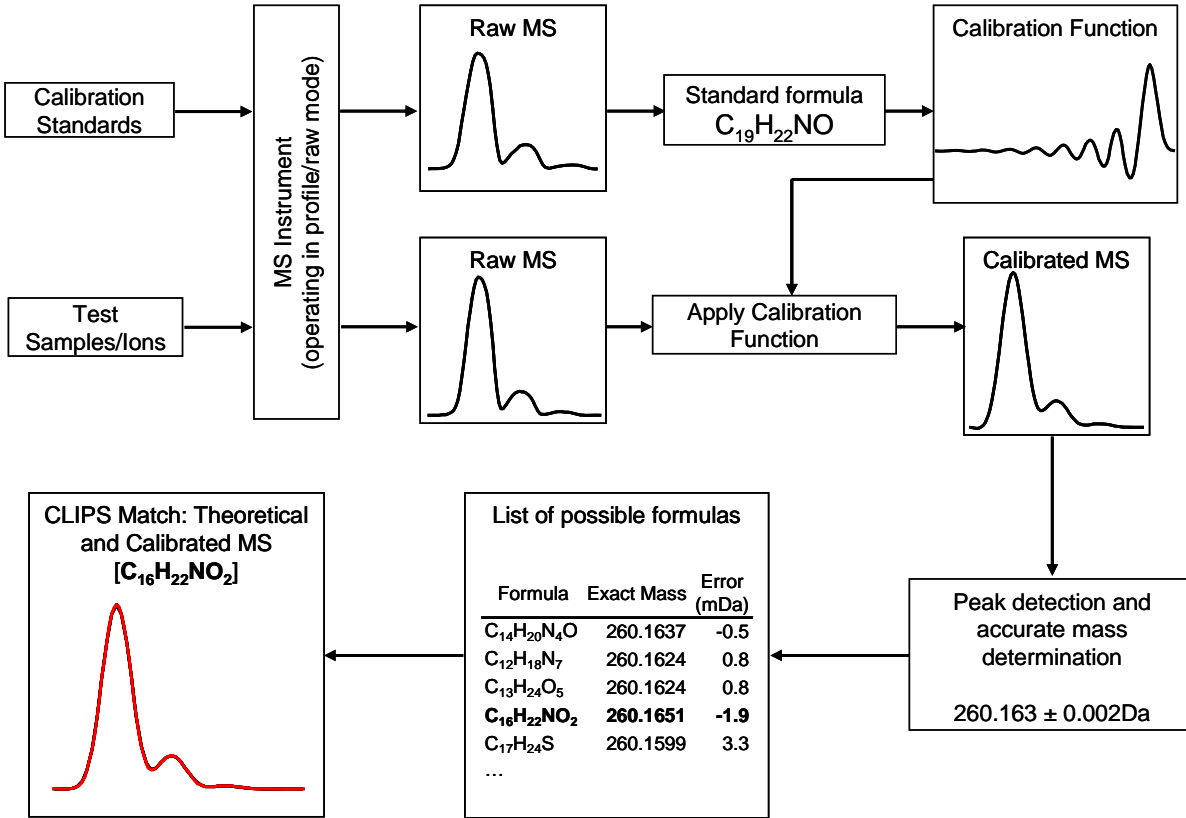 Calibration
Standards
MS Instrument
(operating in profile/raw mode)
Raw MS
Standard formula
C₁₉H₂₂NO
Calibration Function
Test
Samples/Ions
Raw MS
Apply Calibration
Function
Calibrated MS
CLIPS Match: Theoretical
and Calibrated MS
[C₁₆H₂₂NO₂]
List of possible formulas
Formula Exact Mass Error (mDa)
C₁₄H₂₀N₄O 260.1637 -0.5
C₁₂H₁₈N₇ 260.1624 0.8
C₁₃H₂₄O₅ 260.1624 0.8
C₁₆H₂₂NO₂ 260.1651 -1.9
C₁₇H₂₄S 260.1599 3.3
...
Peak detection and
accurate mass
determination
260.163 ± 0.002Da